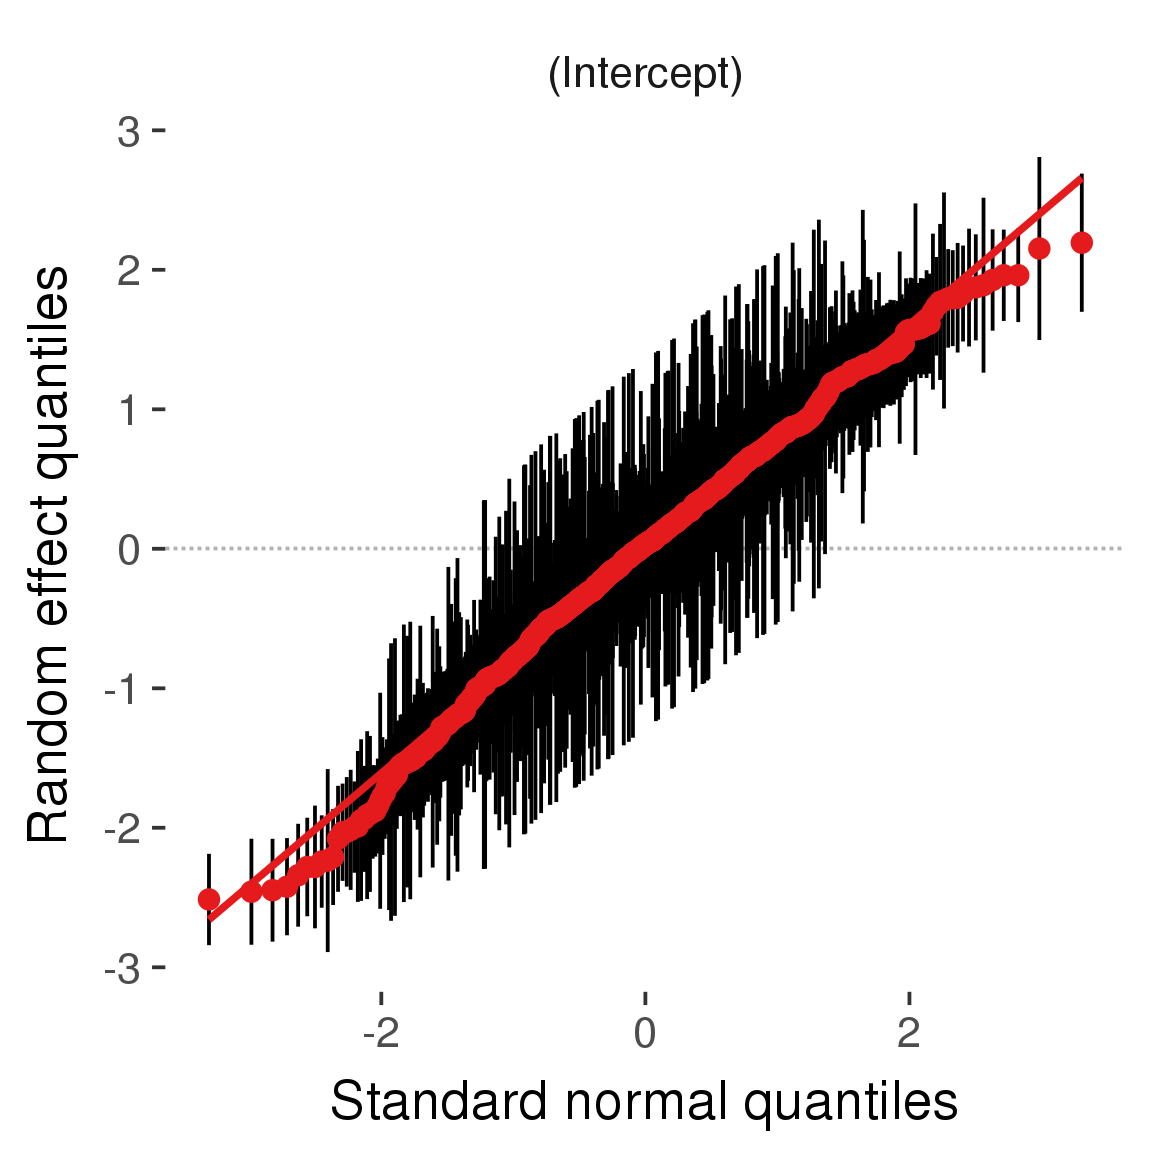 (Intercept)
3
2
1
0
-1
-2
-3
Random effect quantiles
-2 0 2
Standard normal quantiles